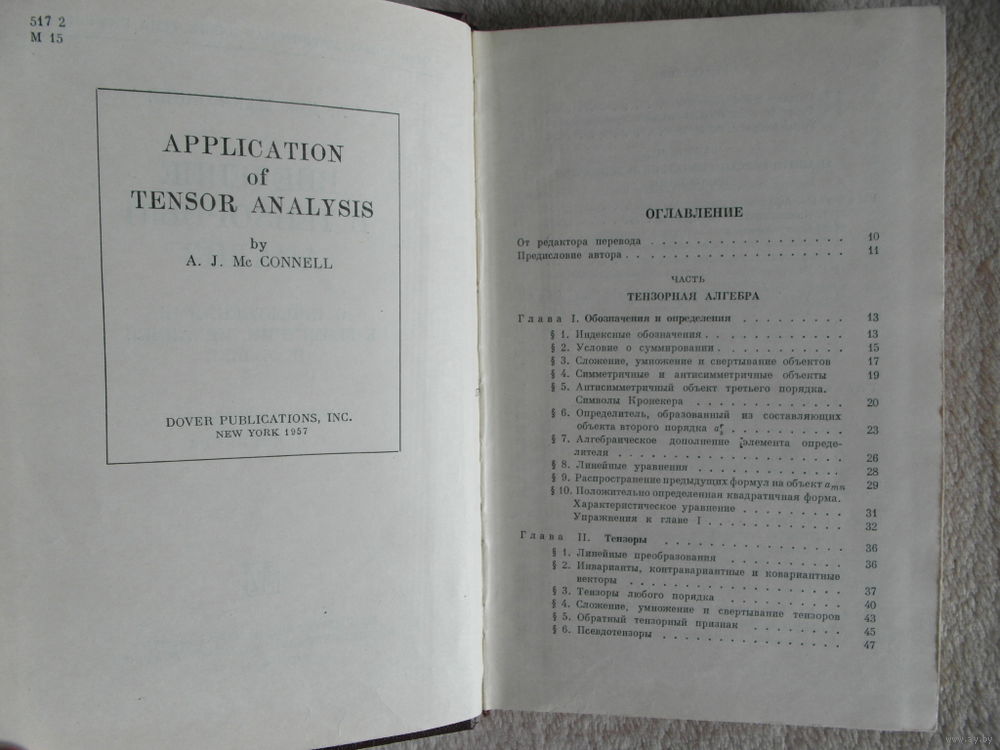 517 2
М 15
APPLICATION
of
TENSOR ANALYSIS
by
A. J. Mc CONNELL
DOVER PUBLICATIONS, INC.
NEW YORK 1957
ОГЛАВЛЕНИЕ
От редактора перевода . . . . . . . . . . . . . . . 10
Предисловие автора . . . . . . . . . . . . . . . . . 11
ЧАСТЬ
ТЕНЗОРНАЯ АЛГЕБРА
Глава I. Обозначения и определения . . . . . . . . . 13
§ 1. Индексные обозначения . . . . . . . . . . . 13
§ 2. Условие о суммировании . . . . . . . . . . 15
§ 3. Сложение, умножение и свертывание объектов 17
§ 4. Симметричные и антисимметричные объекты 19
§ 5. Антисимметричный объект третьего порядка.
Символы Кронекера . . . . . . . . . . . . . 20
§ 6. Определитель, образованный из составляющих
объекта второго порядка . . . . . . . . . 23
§ 7. Алгебраическое дополнение элемента опреде-
лителя . . . . . . . . . . . . . . . . . . 26
§ 8. Линейные уравнения . . . . . . . . . . . . 28
§ 9. Распространение предыдущих формул на объект aₘₙ 29
§ 10. Положительно определенная квадратичная форма.
Характеристическое уравнение . . . . . . . . 31
Упражнения к главе I . . . . . . . . . . . 32
Глава II. Тензоры . . . . . . . . . . . . . . . 36
§ 1. Линейные преобразования . . . . . . . . . 36
§ 2. Инварианты, контравариантные и ковариантные
векторы . . . . . . . . . . . . . . . . . 37
§ 3. Тензоры любого порядка . . . . . . . . . 40
§ 4. Сложение, умножение и свертывание тензоров 43
§ 5. Обратный тензорный признак . . . . . . . . 45
§ 6. Псевдотензоры . . . . . . . . . . . . . . 47
www.ay.by